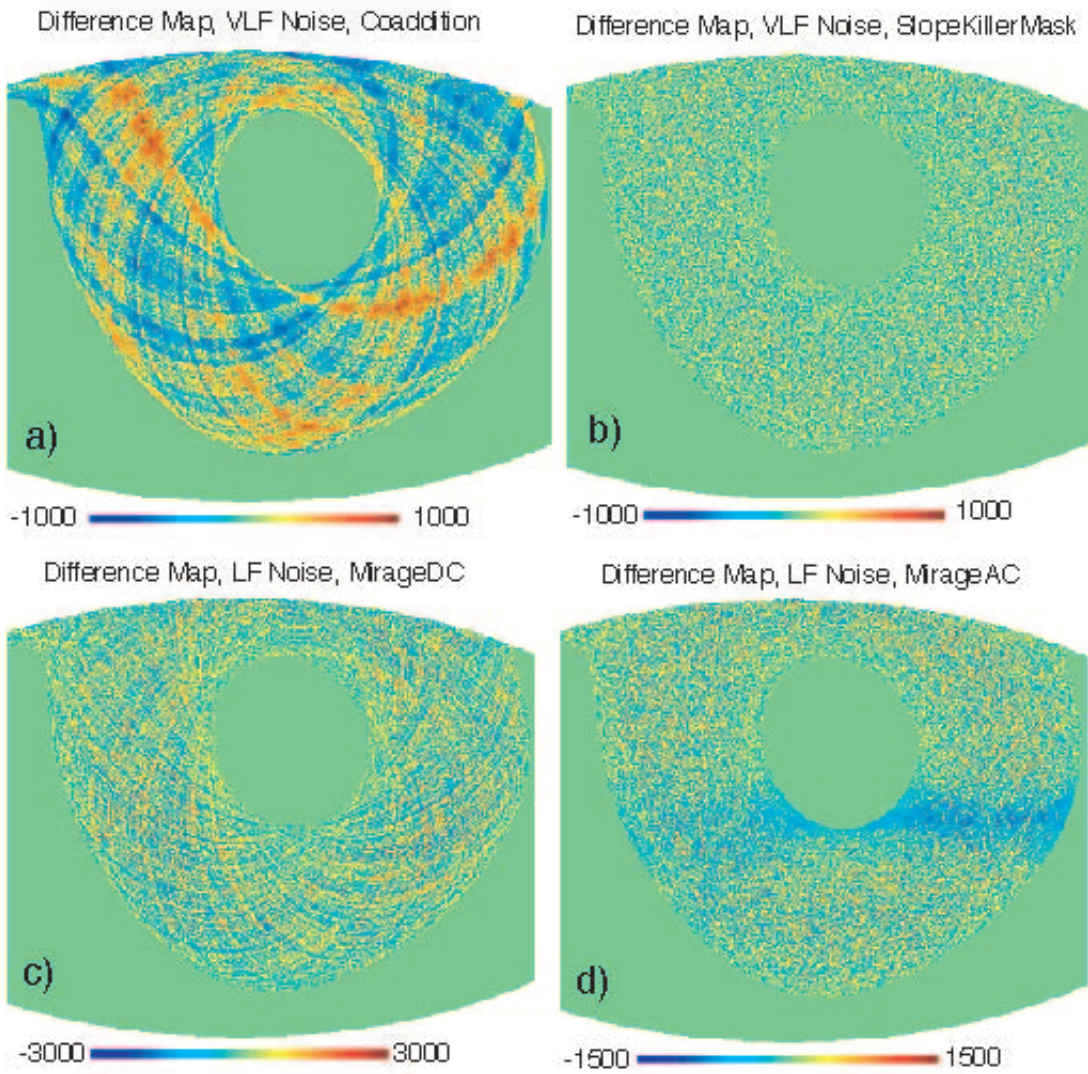 Difference Map, VLF Noise, Coaddition
Difference Map, VLF Noise, SlopeKillerMask
a)
b)
-1000 1000
-1000 1000
Difference Map, LF Noise, MirageDC
Difference Map, LF Noise, MirageAC
c)
d)
-3000 3000
-1500 1500